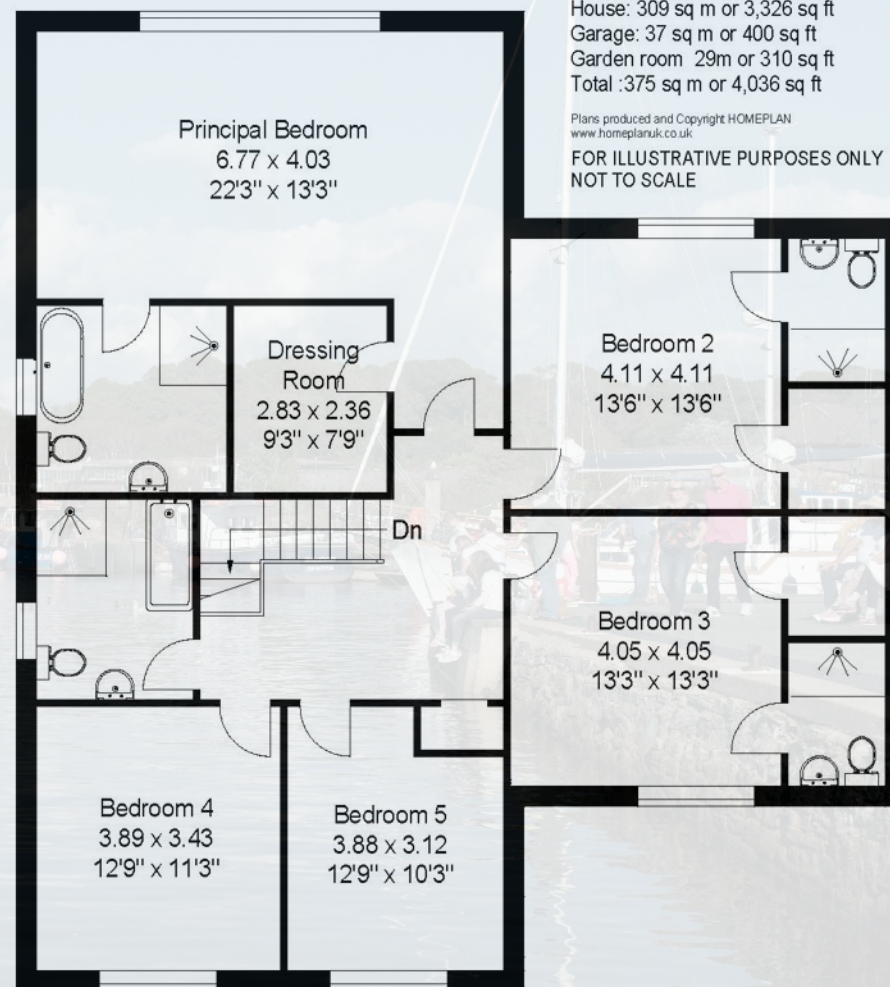 House: 309 sq m or 3,326 sq ft
Garage: 37 sq m or 400 sq ft
Garden room 29m or 310 sq ft
Total :375 sq m or 4,036 sq ft
Plans produced and Copyright HOMEPLAN
www.homeplanuk.co.uk
FOR ILLUSTRATIVE PURPOSES ONLY
NOT TO SCALE
Principal Bedroom
6.77 x 4.03
22'3" x 13'3"
Dressing
Room
2.83 x 2.36
9'3" x 7'9"
Bedroom 2
4.11 x 4.11
13'6" x 13'6"
Dn
Bedroom 3
4.05 x 4.05
13'3" x 13'3"
Bedroom 4
3.89 x 3.43
12'9" x 11'3"
Bedroom 5
3.88 x 3.12
12'9" x 10'3"